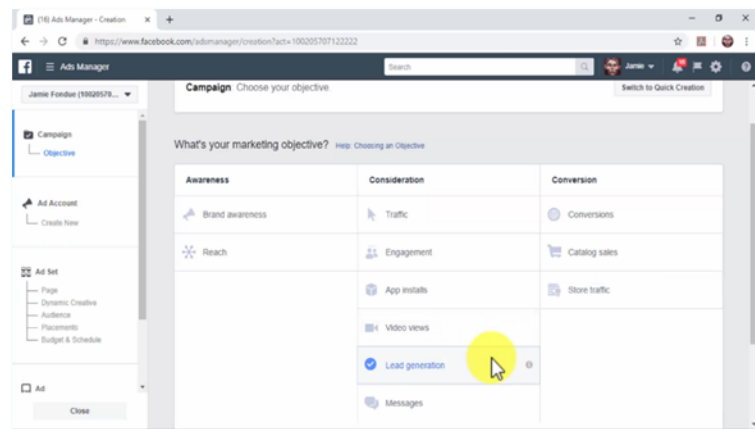 (18) Ads Manager - Creation
https://www.facebook.com/adsmanager/creation?act=100205707122222
Ads Manager
Search
Jamie
Jamie Fondue (10020570...
Campaign Choose your objective.
Switch to Quick Creation
Campaign
Objective
What's your marketing objective? Help: Choosing an Objective
Awareness
Consideration
Conversion
Ad Account
Create New
Brand awareness
Traffic
Conversions
Reach
Engagement
Catalog sales
Ad Set
Page
Dynamic Creative
Audience
Placements
Budget & Schedule
App installs
Store traffic
Video views
Lead generation
Ad
Messages
Close